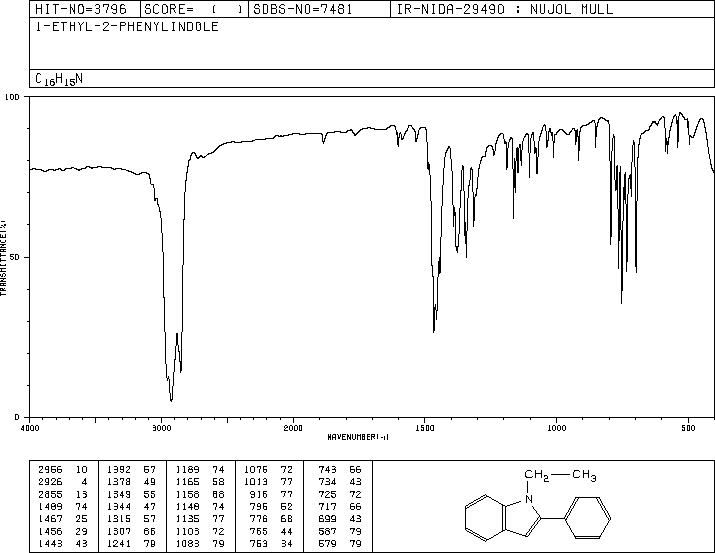 HIT-NO=3796 SCORE= ( ) SDBS-NO=7481 IR-NIDA-29490 : NUJOL MULL
1-ETHYL-2-PHENYLINDOLE
C16H15N
100
50
0
TRANSMITTANCE(%)
4000 3000 2000 1500 1000 500
WAVENUMBER(-1)
2966 10 1392 57 1189 74 1076 72 743 66
2926 4 1378 49 1165 58 1013 77 734 43
2855 13 1349 55 1158 68 916 77 725 72
1489 74 1344 47 1148 74 796 52 717 66
1467 25 1315 57 1135 77 776 68 699 43
1456 29 1307 66 1103 72 765 44 587 79
1443 43 1241 79 1083 79 753 34 579 79
CH2 CH3
N